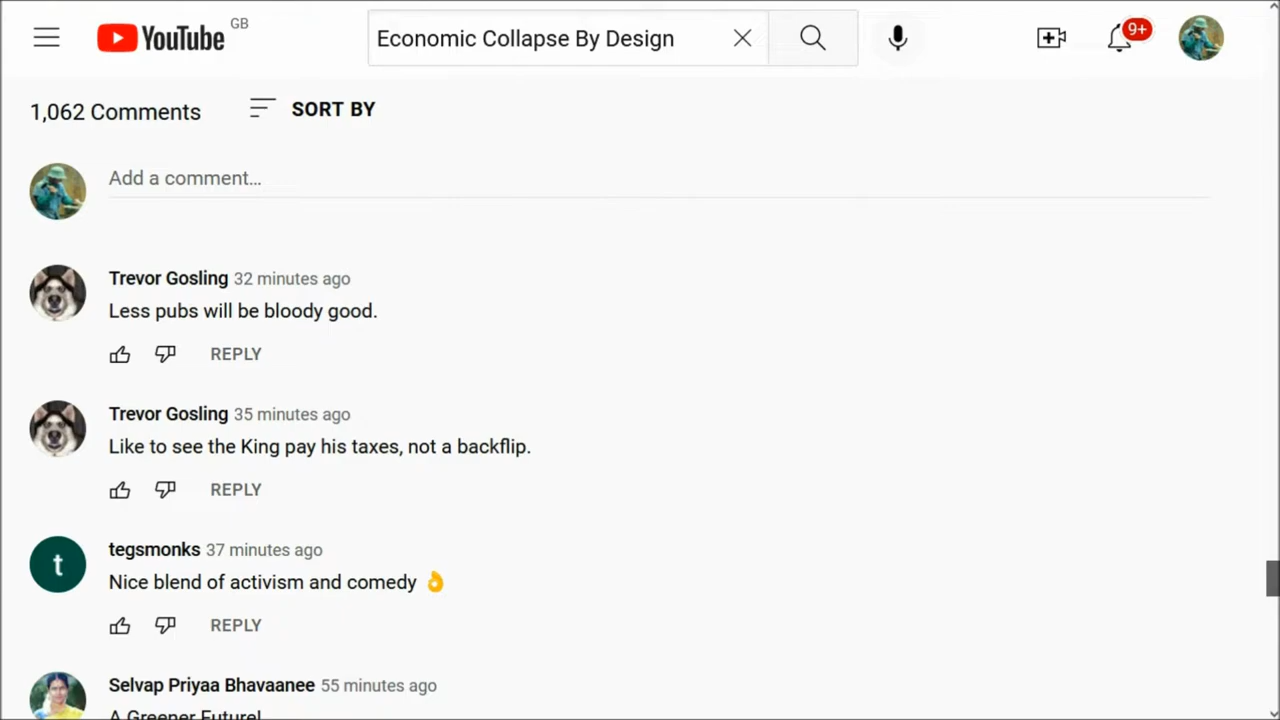 YouTube GB
Economic Collapse By Design
9+
1,062 Comments
SORT BY
Add a comment...
Trevor Gosling 32 minutes ago
Less pubs will be bloody good.
REPLY
Trevor Gosling 35 minutes ago
Like to see the King pay his taxes, not a backflip.
REPLY
t
tegsmonks 37 minutes ago
Nice blend of activism and comedy 👌
REPLY
Selvap Priyaa Bhavaanee 55 minutes ago
A Greener Future!